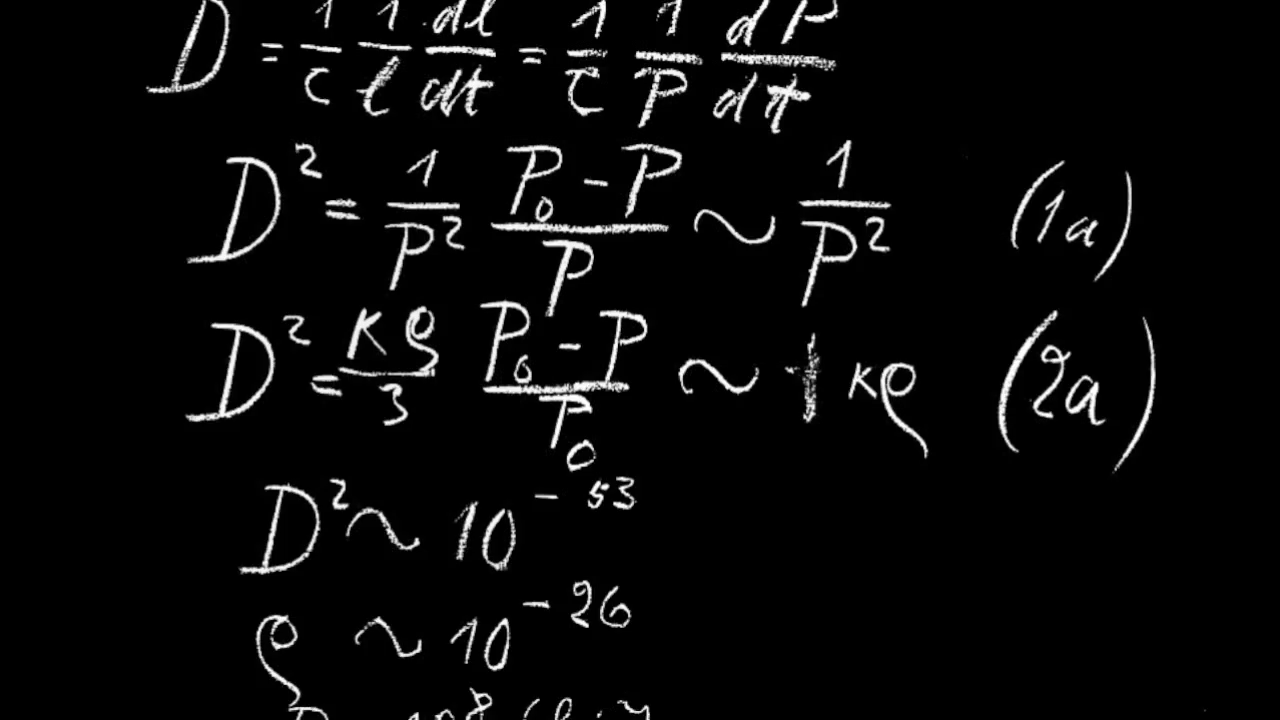 D = 1/c 1/l dl/dt = 1/c 1/P dP/dt
D² = 1/P² (P₀ − P)/P ~ 1/P² (1a)
D² = κρ/3 (P₀ − P)/P₀ ~ κρ (2a)
D² ~ 10⁻⁵³
ρ ~ 10⁻²⁶